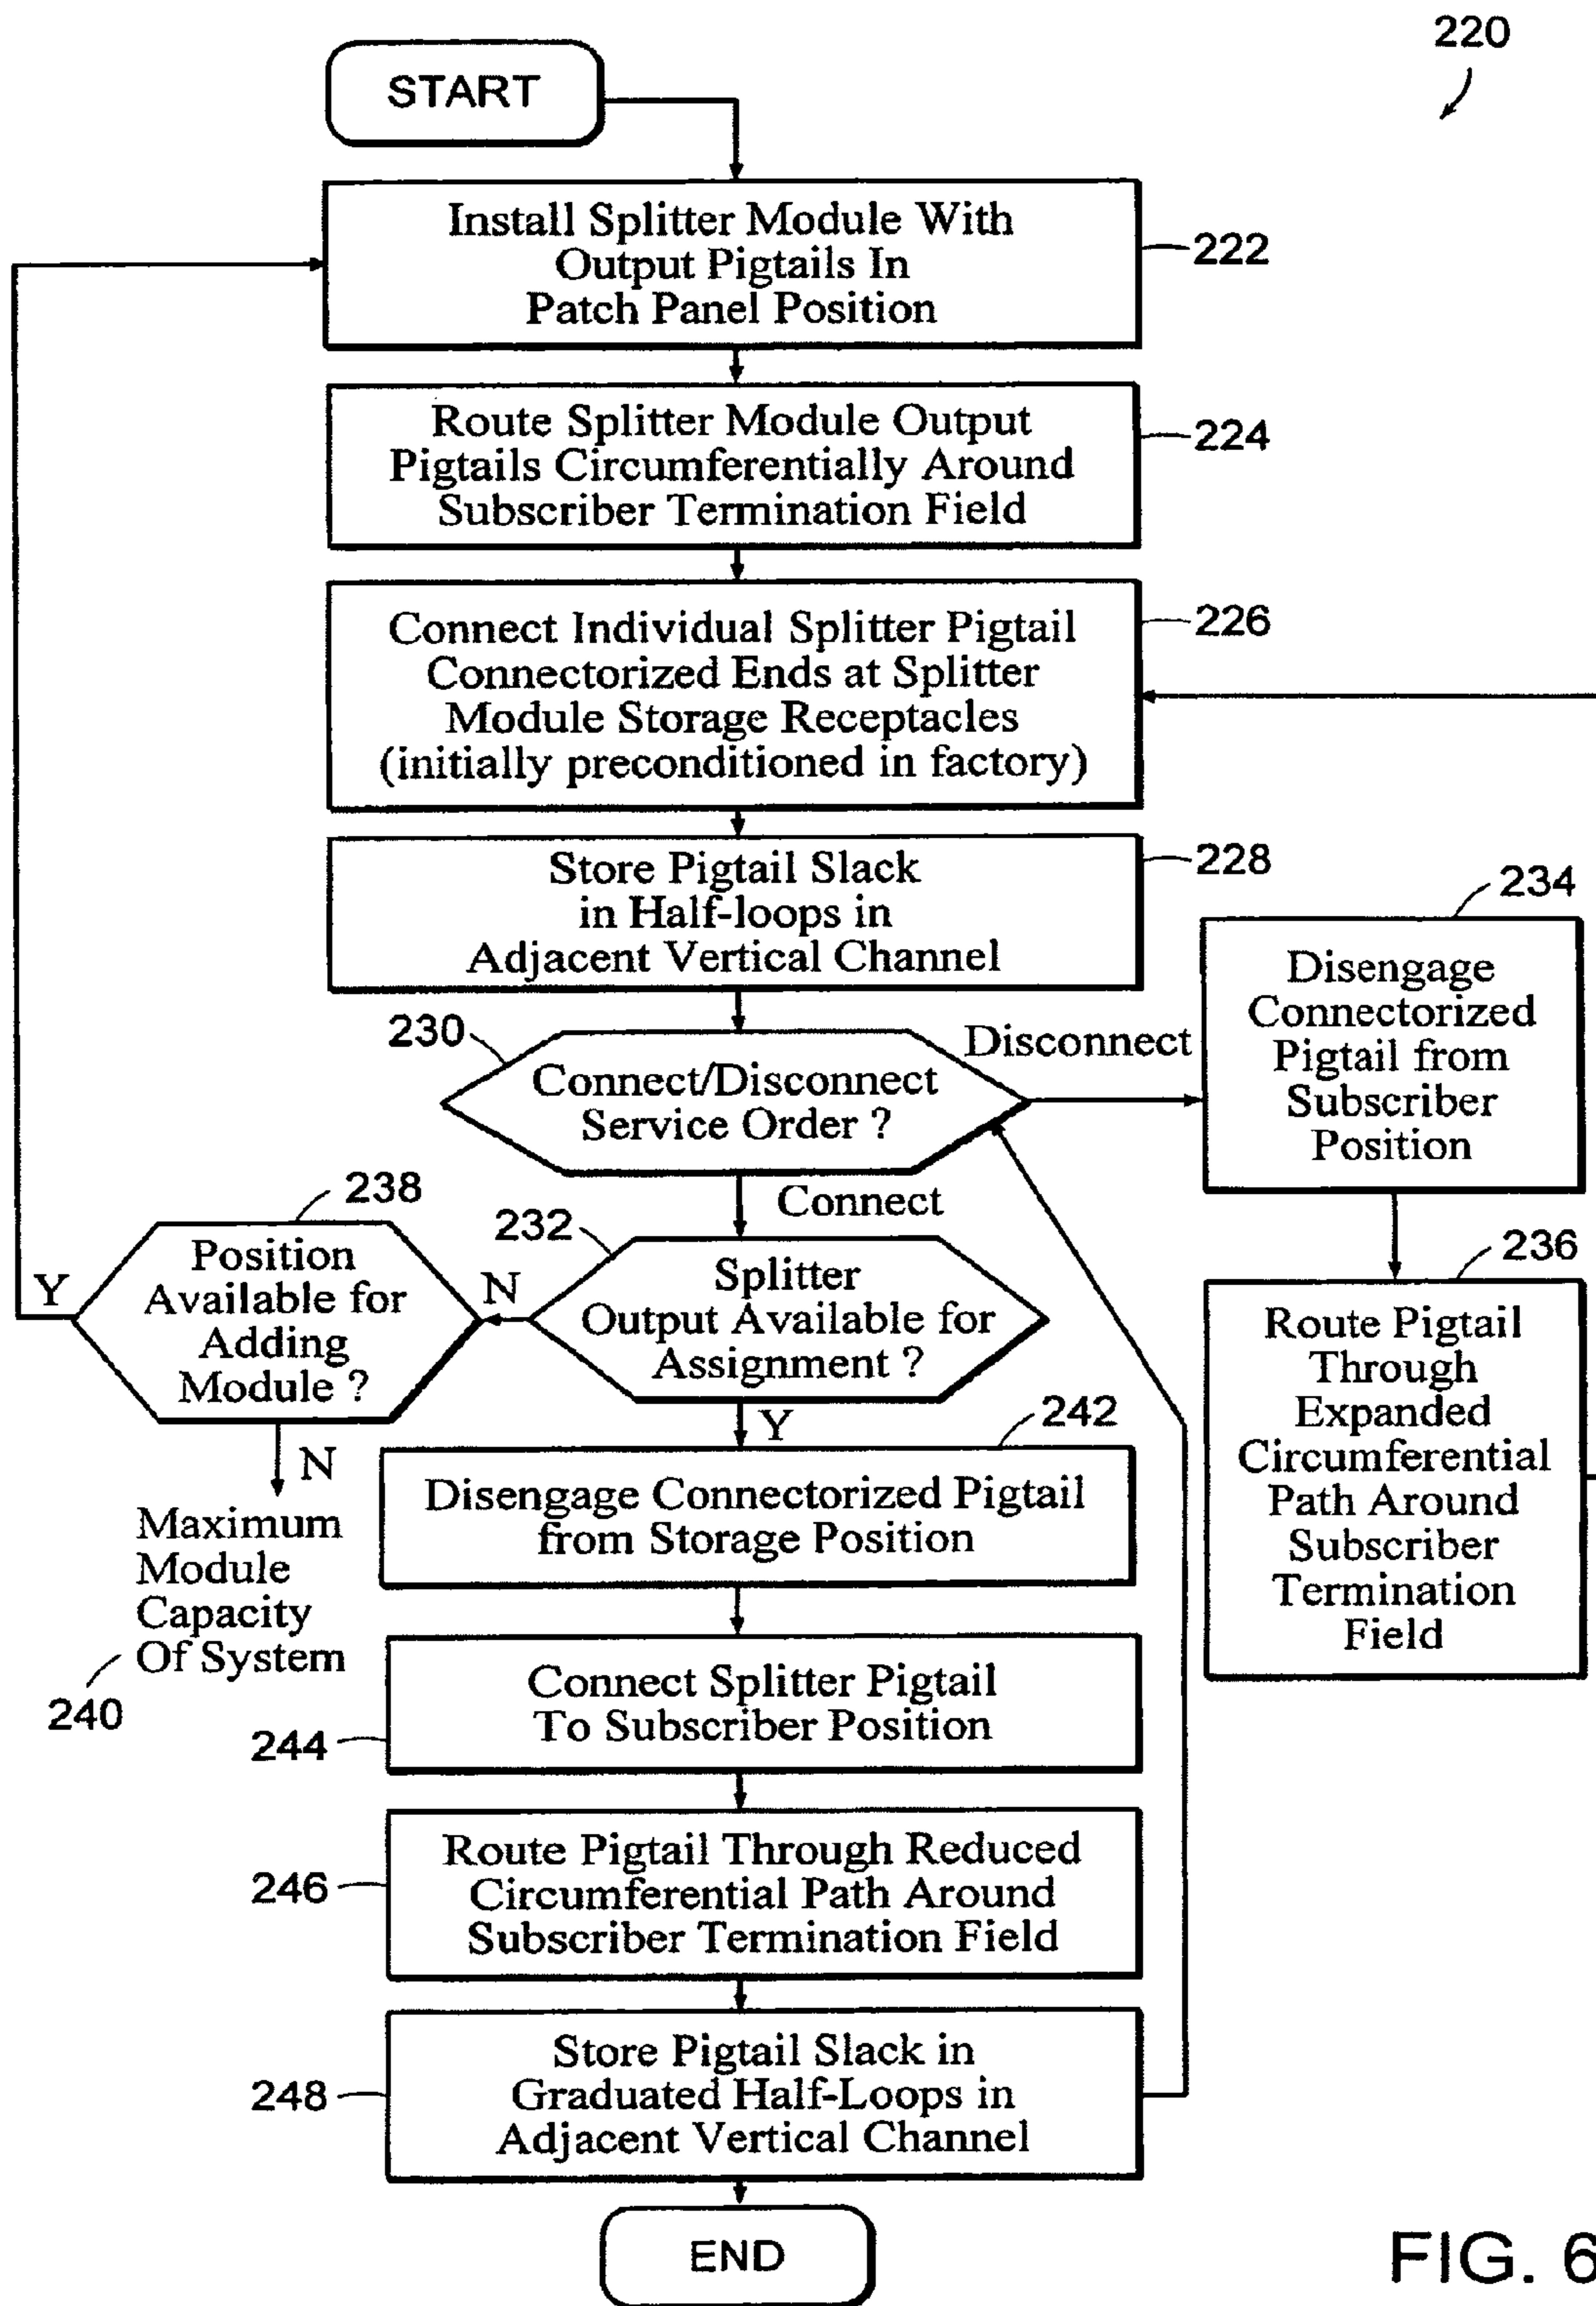 220
START
Install Splitter Module With
Output Pigtails In
Patch Panel Position
222
Route Splitter Module Output
Pigtails Circumferentially Around
Subscriber Termination Field
224
Connect Individual Splitter Pigtail
Connectorized Ends at Splitter
Module Storage Receptacles
(initially preconditioned in factory)
226
Store Pigtail Slack
in Half-loops in
Adjacent Vertical Channel
228
230
Connect/Disconnect
Service Order ?
Disconnect
234
Disengage
Connectorized
Pigtail from
Subscriber
Position
Connect
238
Position
Available for
Adding
Module ?
Y
N
232
Splitter
Output Available for
Assignment ?
236
Route Pigtail
Through
Expanded
Circumferential
Path Around
Subscriber
Termination
Field
N
Maximum
Module
Capacity
Of System
240
Y
242
Disengage Connectorized Pigtail
from Storage Position
Connect Splitter Pigtail
To Subscriber Position
244
Route Pigtail Through Reduced
Circumferential Path Around
Subscriber Termination Field
246
Store Pigtail Slack in
Graduated Half-Loops in
Adjacent Vertical Channel
248
END
FIG. 6